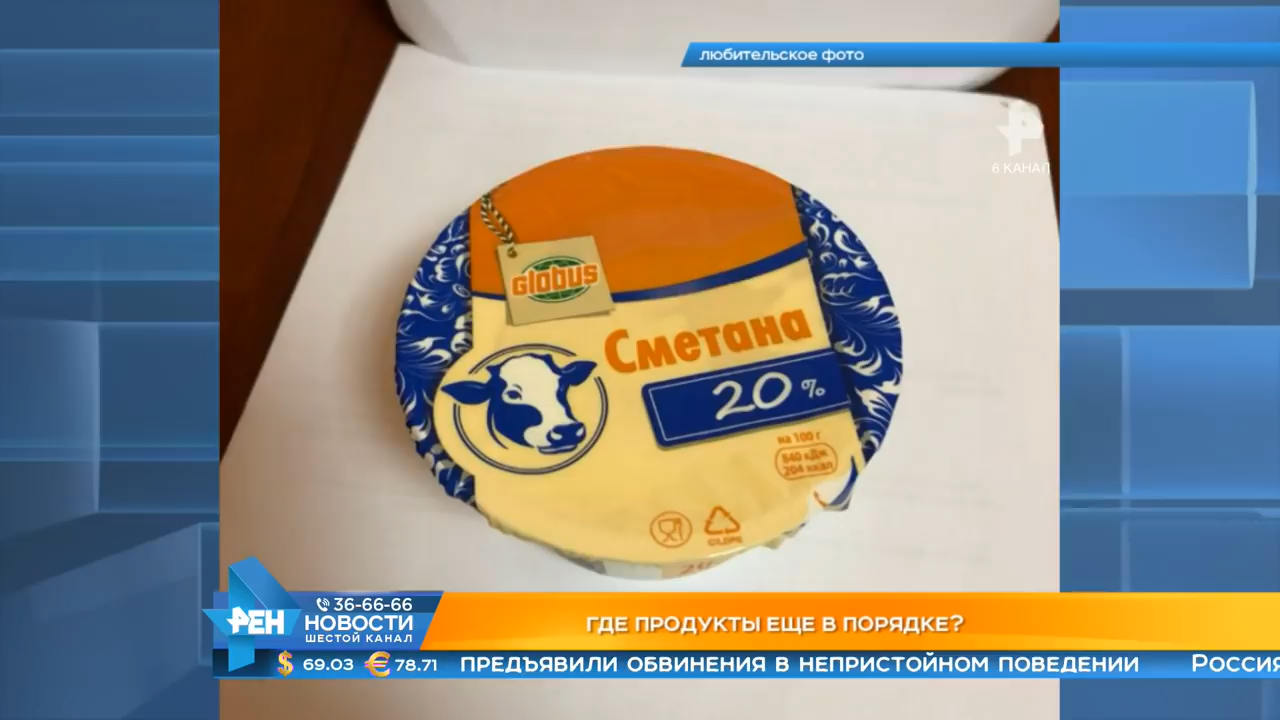 любительское фото
6 КАНАЛ
Globus
Сметана
20 %
на 100 г
840 кДж
204 ккал
РЕН
36-66-66
НОВОСТИ
ШЕСТОЙ КАНАЛ
ГДЕ ПРОДУКТЫ ЕЩЕ В ПОРЯДКЕ?
$ 69.03 € 78.71 ПРЕДЪЯВИЛИ ОБВИНЕНИЯ В НЕПРИСТОЙНОМ ПОВЕДЕНИИ Россия